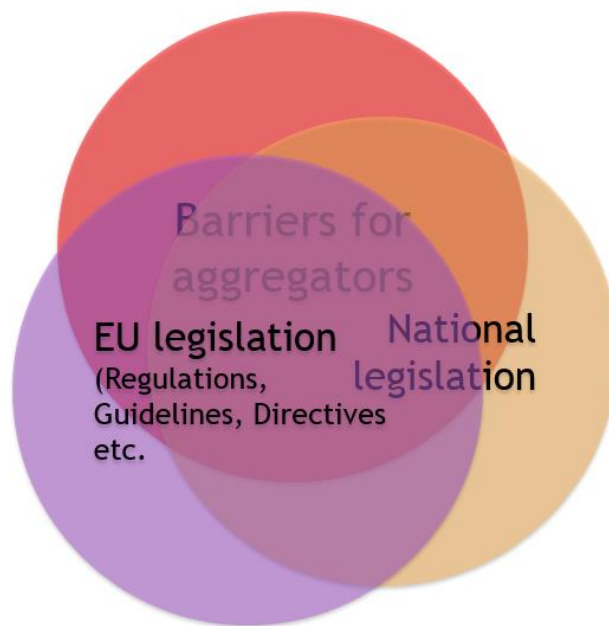 Barriers for
aggregators
EU legislation
(Regulations,
Guidelines, Directives
etc.
National
legislation